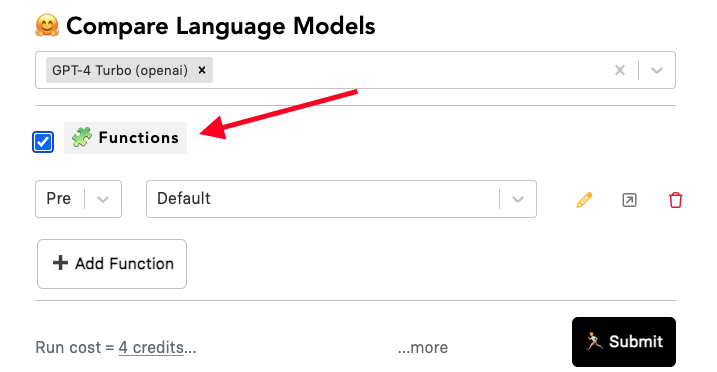 🤗 Compare Language Models
GPT-4 Turbo (openai) ×
🧩 Functions
Pre Default
+ Add Function
Run cost = 4 credits... ...more 🏃 Submit